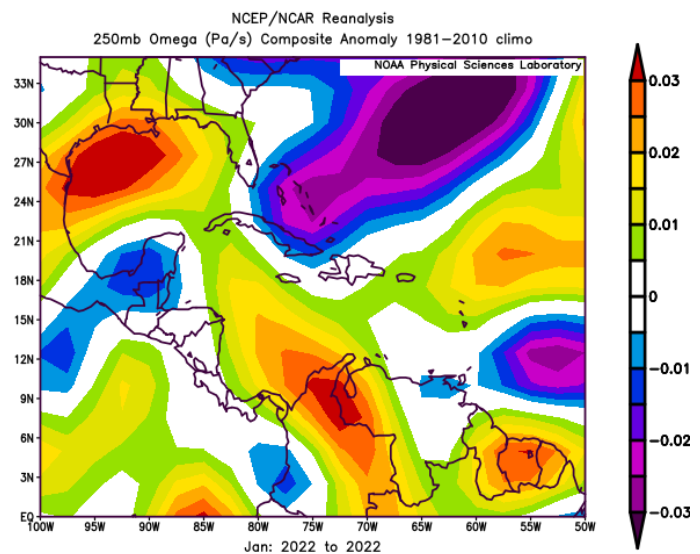 NCEP/NCAR Reanalysis
250mb Omega (Pa/s) Composite Anomaly 1981−2010 climo
NOAA Physical Sciences Laboratory
33N
30N
27N
24N
21N
18N
15N
12N
9N
6N
3N
EQ
100W 95W 90W 85W 80W 75W 70W 65W 60W 55W 50W
Jan: 2022 to 2022
0.03
0.02
0.01
0
−0.01
−0.02
−0.03